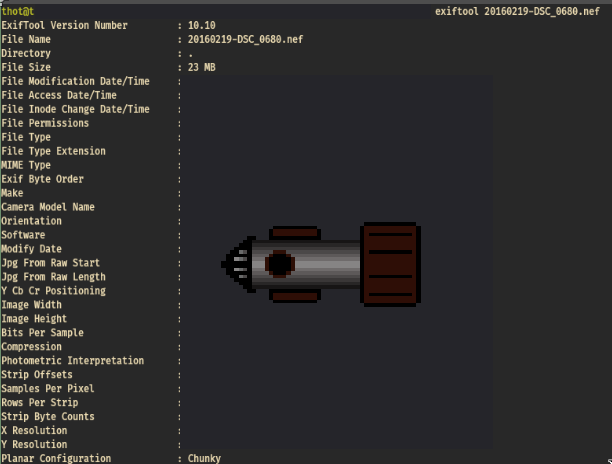 thot@t exiftool 20160219-DSC_0680.nef
ExifTool Version Number : 10.10
File Name : 20160219-DSC_0680.nef
Directory : .
File Size : 23 MB
File Modification Date/Time :
File Access Date/Time :
File Inode Change Date/Time :
File Permissions :
File Type :
File Type Extension :
MIME Type :
Exif Byte Order :
Make :
Camera Model Name :
Orientation :
Software :
Modify Date :
Jpg From Raw Start :
Jpg From Raw Length :
Y Cb Cr Positioning :
Image Width :
Image Height :
Bits Per Sample :
Compression :
Photometric Interpretation :
Strip Offsets :
Samples Per Pixel :
Rows Per Strip :
Strip Byte Counts :
X Resolution :
Y Resolution :
Planar Configuration : Chunky